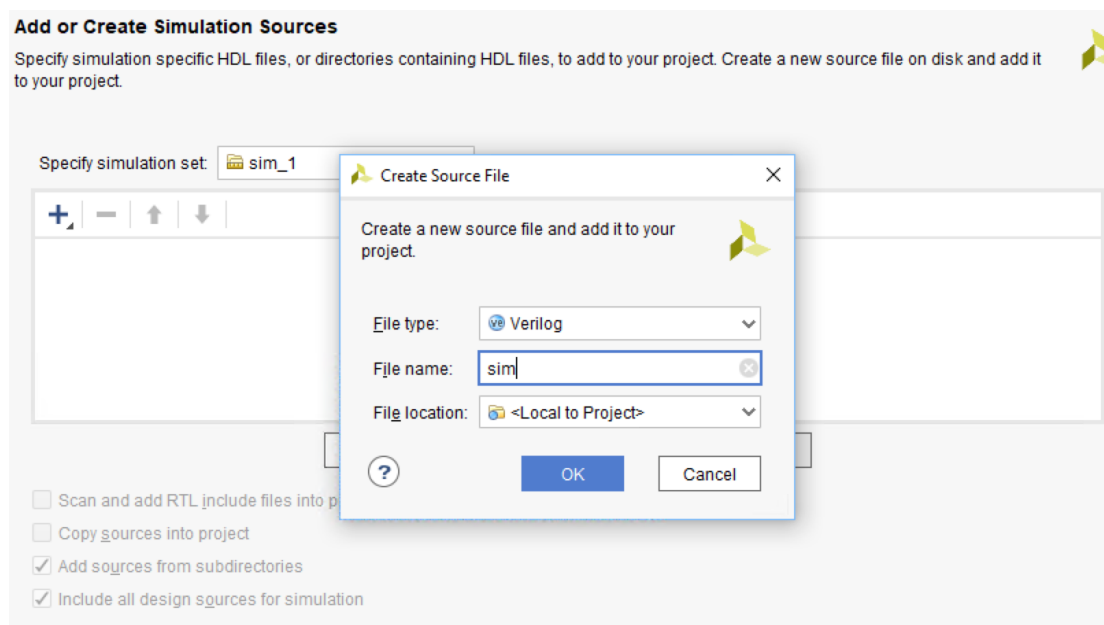 Add or Create Simulation Sources
Specify simulation specific HDL files, or directories containing HDL files, to add to your project. Create a new source file on disk and add it
to your project.
Specify simulation set: sim_1
Create Source File
Create a new source file and add it to your
project.
File type: Verilog
File name: sim
File location: <Local to Project>
? OK Cancel
Scan and add RTL include files into p
Copy sources into project
Add sources from subdirectories
Include all design sources for simulation